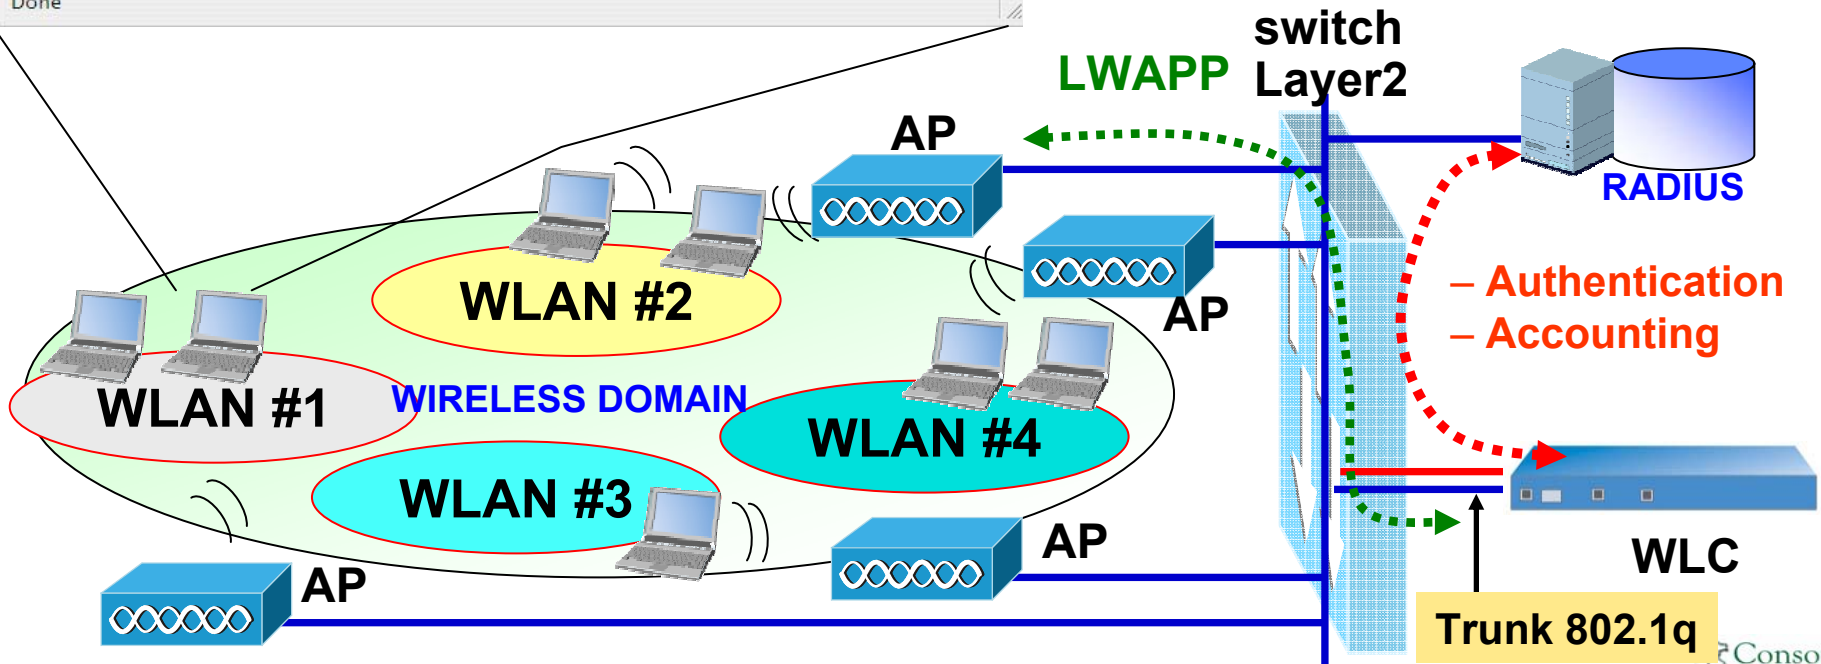 Done
switch
Layer2
LWAPP
AP
RADIUS
WLAN #2
AP
– Authentication
– Accounting
WLAN #1
WIRELESS DOMAIN
WLAN #4
WLAN #3
AP
WLC
AP
Trunk 802.1q
Conso